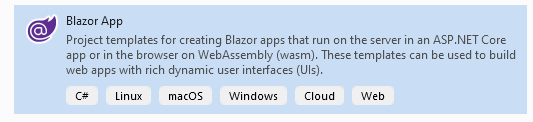 Blazor App
Project templates for creating Blazor apps that run on the server in an ASP.NET Core
app or in the browser on WebAssembly (wasm). These templates can be used to build
web apps with rich dynamic user interfaces (UIs).
C# Linux macOS Windows Cloud Web